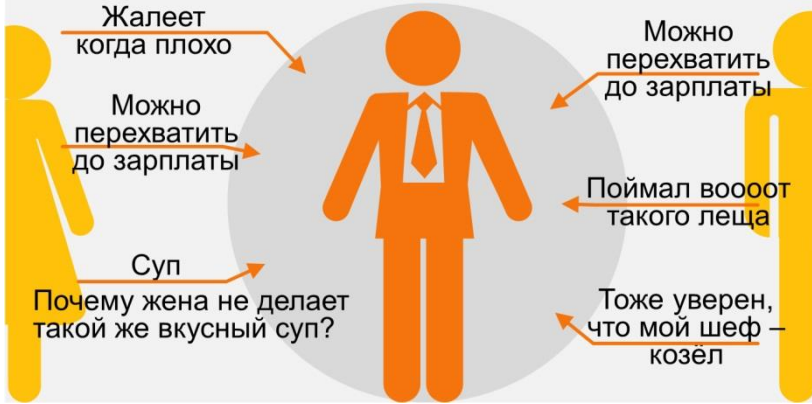 Жалеет
когда плохо
Можно
перехватить
до зарплаты
Суп
Почему жена не делает
такой же вкусный суп?
Можно
перехватить
до зарплаты
Поймал воооот
такого леща
Тоже уверен,
что мой шеф –
козёл